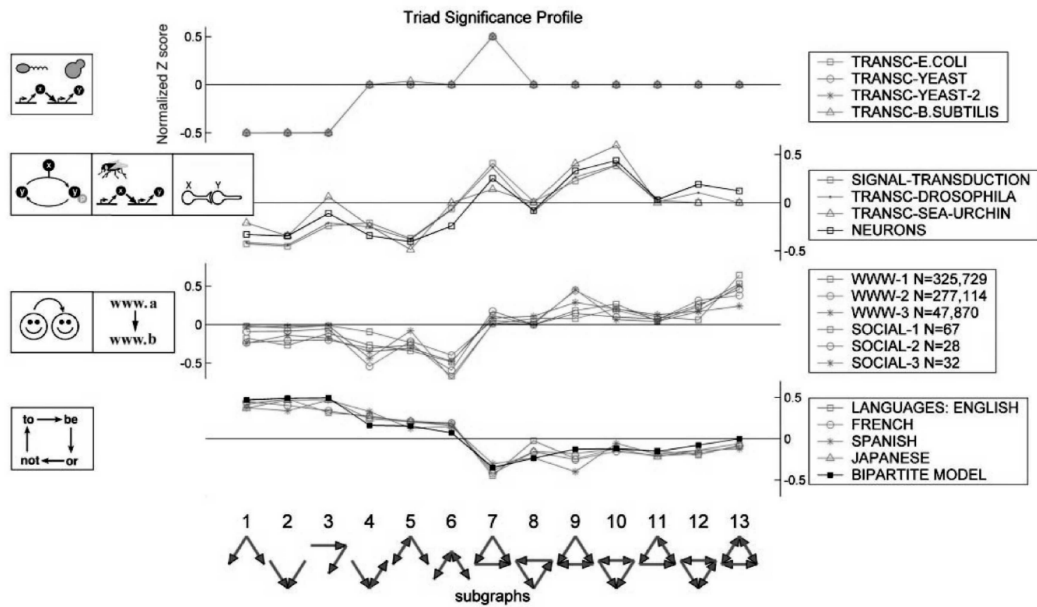 Triad Significance Profile
Normalized Z score
0.5
0
-0.5
X
Y
TRANSC-E.COLI
TRANSC-YEAST
TRANSC-YEAST-2
TRANSC-B.SUBTILIS
X
Y
Y
X
Y
X Y
0.5
0
-0.5
SIGNAL-TRANSDUCTION
TRANSC-DROSOPHILA
TRANSC-SEA-URCHIN
NEURONS
www.a
www.b
0.5
0
-0.5
WWW-1 N=325,729
WWW-2 N=277,114
WWW-3 N=47,870
SOCIAL-1 N=67
SOCIAL-2 N=28
SOCIAL-3 N=32
to be
not or
0.5
0
-0.5
LANGUAGES: ENGLISH
FRENCH
SPANISH
JAPANESE
BIPARTITE MODEL
1 2 3 4 5 6 7 8 9 10 11 12 13
subgraphs